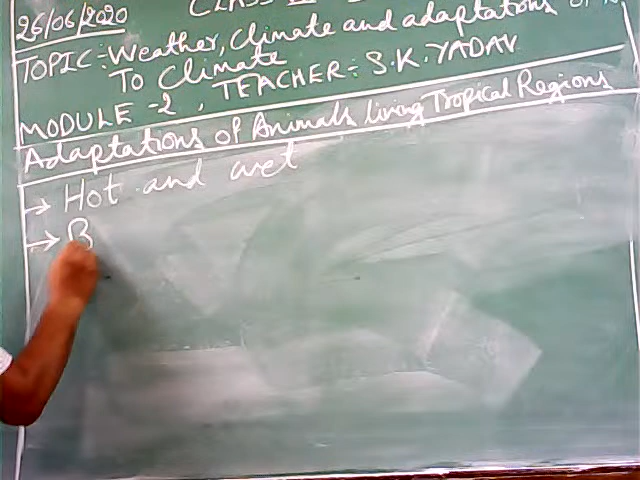 26/06/2020 CLASS
TOPIC:- Weather, Climate and adaptations of
To Climate
MODULE-2, TEACHER:- S.K. YADAV
Adaptations of Animals living Tropical Regions
→ Hot and wet
→ B